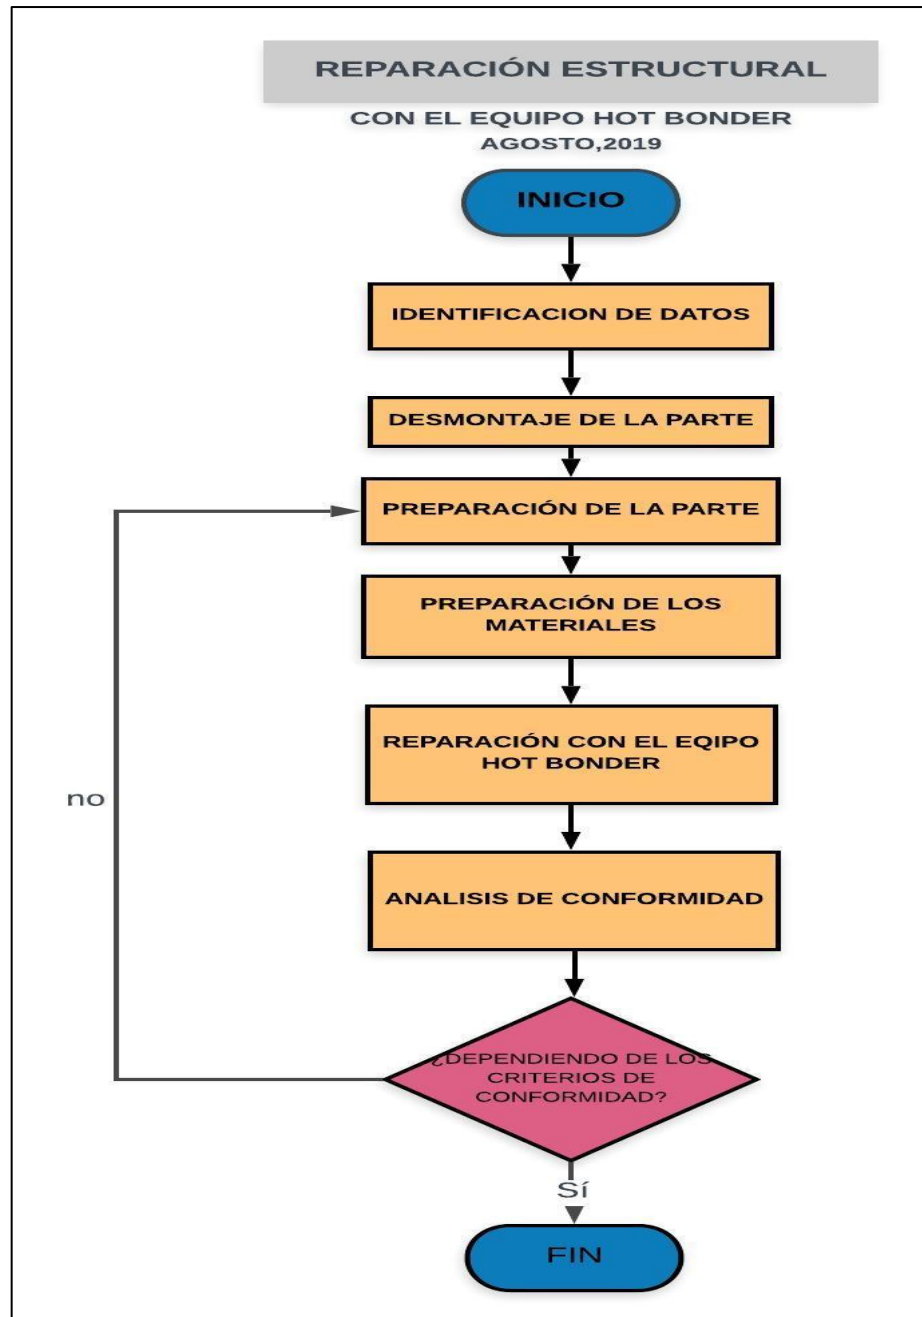 REPARACIÓN ESTRUCTURAL
CON EL EQUIPO HOT BONDER
AGOSTO,2019
INICIO
IDENTIFICACION DE DATOS
DESMONTAJE DE LA PARTE
PREPARACIÓN DE LA PARTE
PREPARACIÓN DE LOS
MATERIALES
REPARACIÓN CON EL EQIPO
HOT BONDER
no
ANALISIS DE CONFORMIDAD
¿DEPENDIENDO DE LOS
CRITERIOS DE
CONFORMIDAD?
Sí
FIN